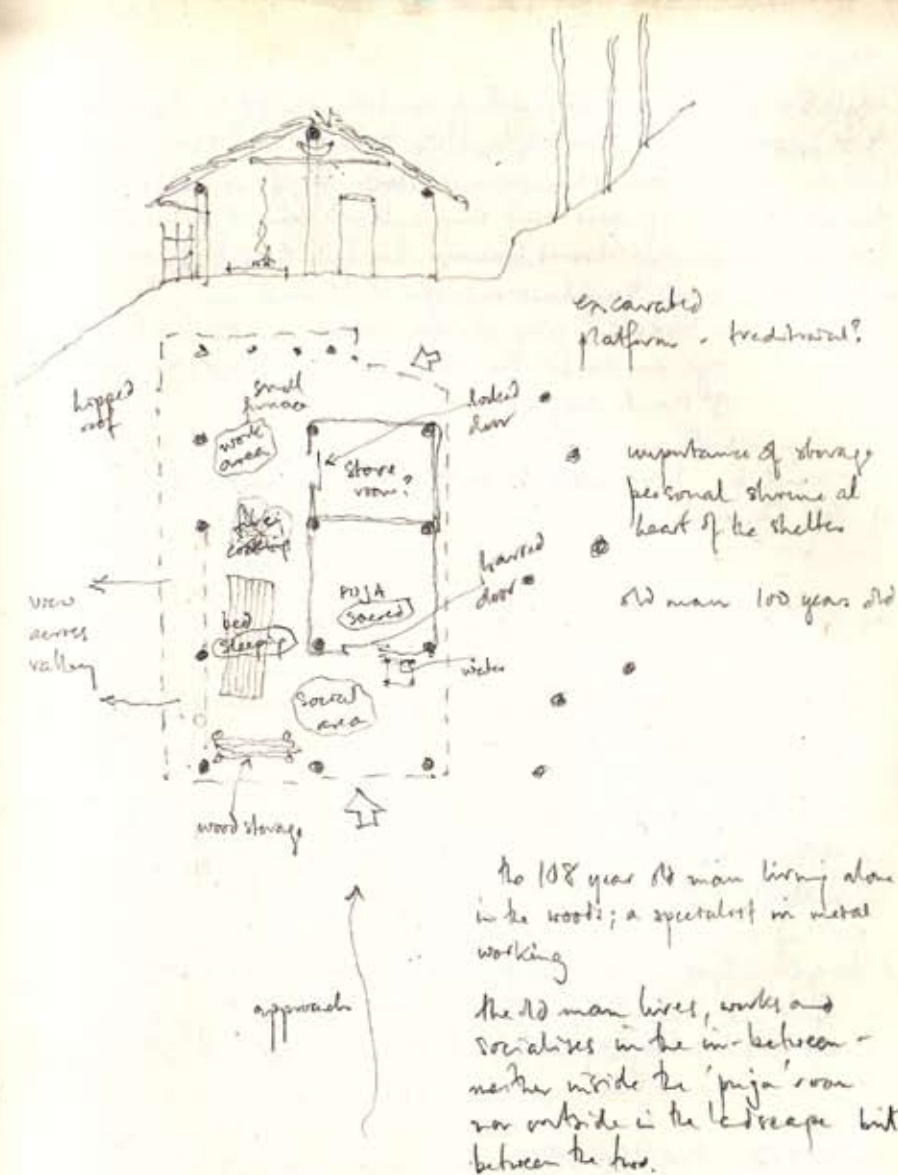 excavated
platform - traditional?
hipped
roof
small
furnace
locked
door
work
area
store
room?
importance of storage
personal shrine at
heart of the shelter
fire
cooking
barred
door
old man 100 years old
view
across
valley
PUJA
sacred
bed
sleeping
water
social
area
wood storage
the 108 year old man living alone
in the woods; a specialist in metal
working
approach
the old man lives, works and
socialises in the in-between -
neither inside the 'puja' room
nor outside in the landscape but
between the two.